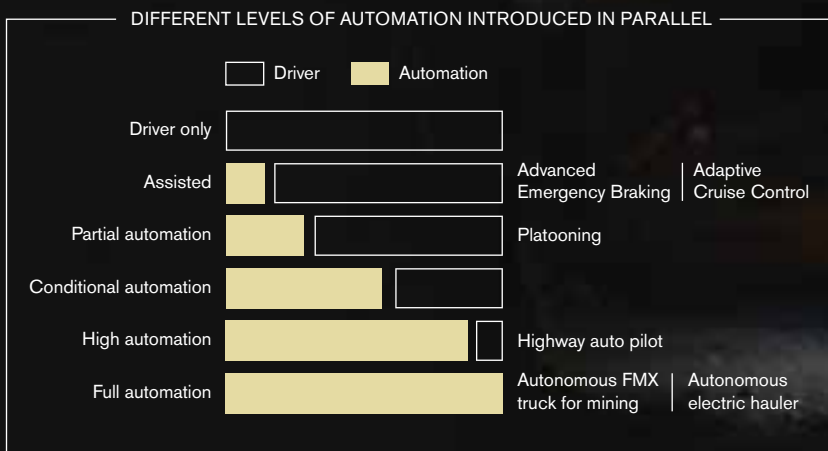 DIFFERENT LEVELS OF AUTOMATION INTRODUCED IN PARALLEL
Driver Automation
Driver only
Assisted
Advanced
Emergency Braking
Adaptive
Cruise Control
Partial automation
Platooning
Conditional automation
High automation
Highway auto pilot
Full automation
Autonomous FMX
truck for mining
Autonomous
electric hauler